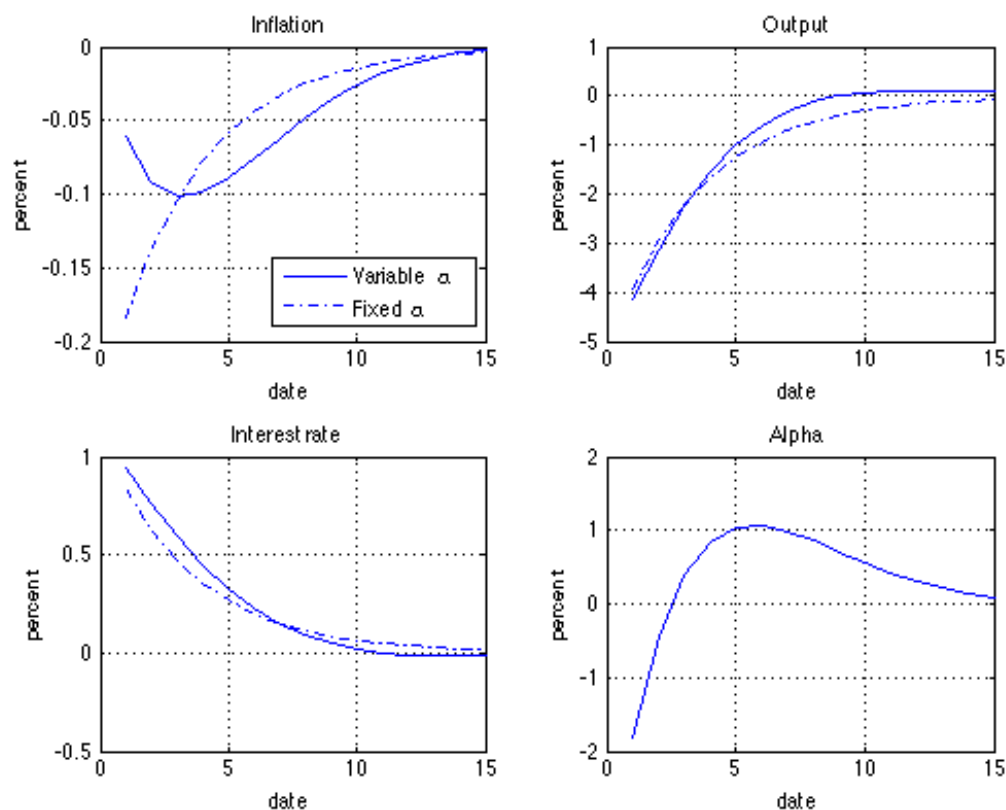 Inflation
0
-0.05
-0.1
-0.15
-0.2
percent
0 5 10 15
date
Variable α
Fixed α
Output
1
0
-1
-2
-3
-4
-5
percent
0 5 10 15
date
Interest rate
1
0.5
0
-0.5
percent
0 5 10 15
date
Alpha
2
1
0
-1
-2
percent
0 5 10 15
date